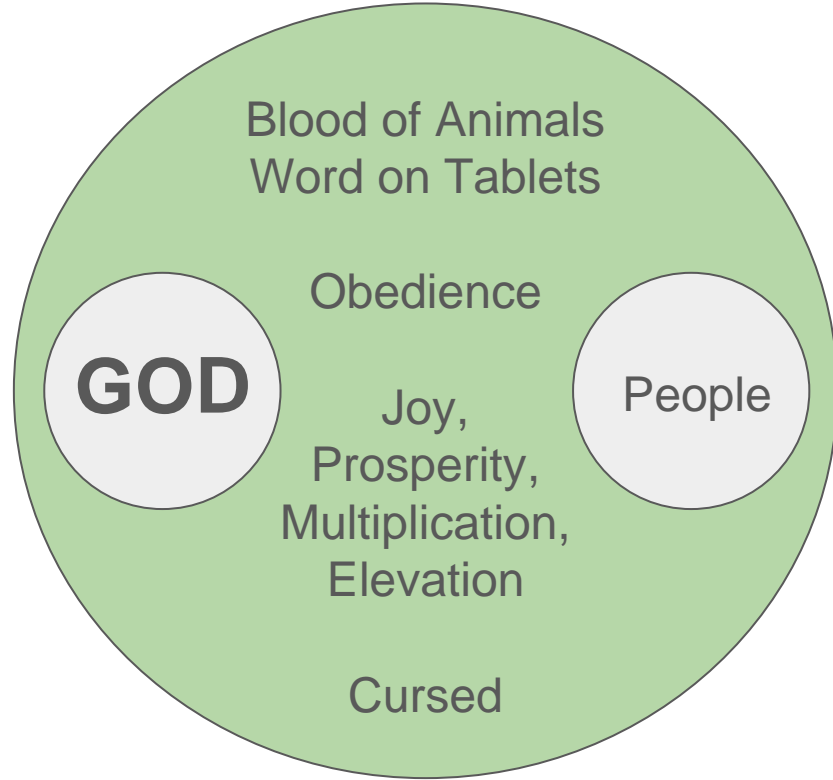 Blood of Animals
Word on Tablets
Obedience
GOD
People
Joy,
Prosperity,
Multiplication,
Elevation
Cursed